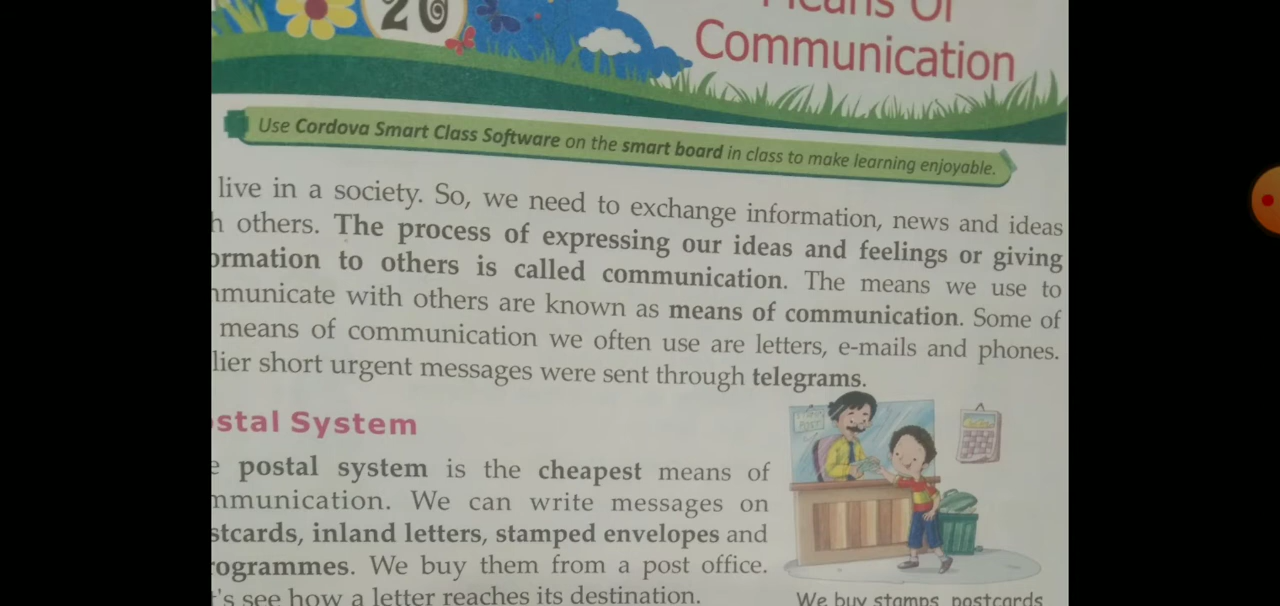 20
Means Of
Communication
Use Cordova Smart Class Software on the smart board in class to make learning enjoyable.
live in a society. So, we need to exchange information, news and ideas
h others. The process of expressing our ideas and feelings or giving
ormation to others is called communication. The means we use to
mmunicate with others are known as means of communication. Some of
means of communication we often use are letters, e-mails and phones.
lier short urgent messages were sent through telegrams.
stal System
e postal system is the cheapest means of
mmunication. We can write messages on
stcards, inland letters, stamped envelopes and
rogrammes. We buy them from a post office.
t's see how a letter reaches its destination.
We buy stamps, postcards